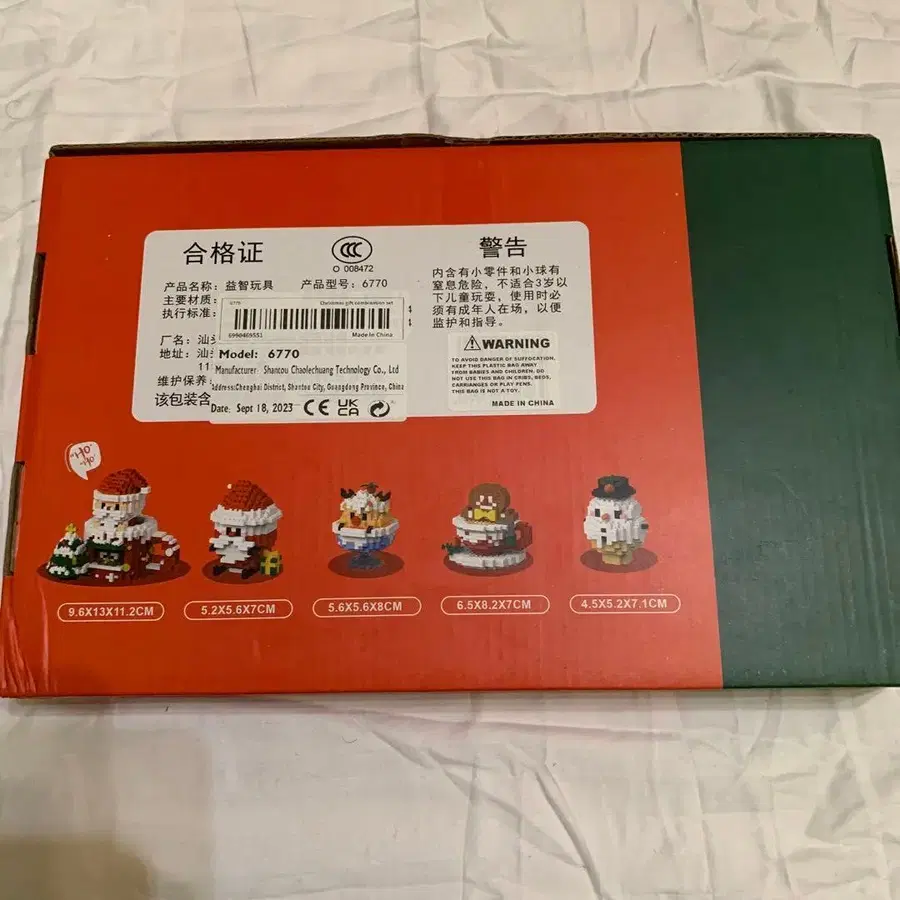 合格证
CCC
O 008472
产品名称：益智玩具 产品型号：6770
主要材质：
执行标准：
厂名：汕
地址：汕
11
维护保养
该包装含
6770 Christmas gift combination set
6990469551 Made In China
Model: 6770
Manufacturer Shantou Chaolechuang Technology Co., Ltd
Address:Chenghai District, Shantou City, Guangdong Province, China
Date: Sept 18, 2023 CE UK CA
警告
内含有小零件和小球有
窒息危险，不适合3岁以
下儿童玩耍，使用时必
须有成年人在场，以便
监护和指导。
WARNING
TO AVOID DANGER OF SUFFOCATION,
KEEP THIS PLASTIC BAG AWAY
FROM BABIES AND CHILDREN, DO
NOT USE THIS BAG IN CRIBS, BEDS,
CARRIANGES OR PLAY PENS.
THIS BAG IS NOT A TOY.
MADE IN CHINA
9.6X13X11.2CM
5.2X5.6X7CM
5.6X5.6X8CM
6.5X8.2X7CM
4.5X5.2X7.1CM